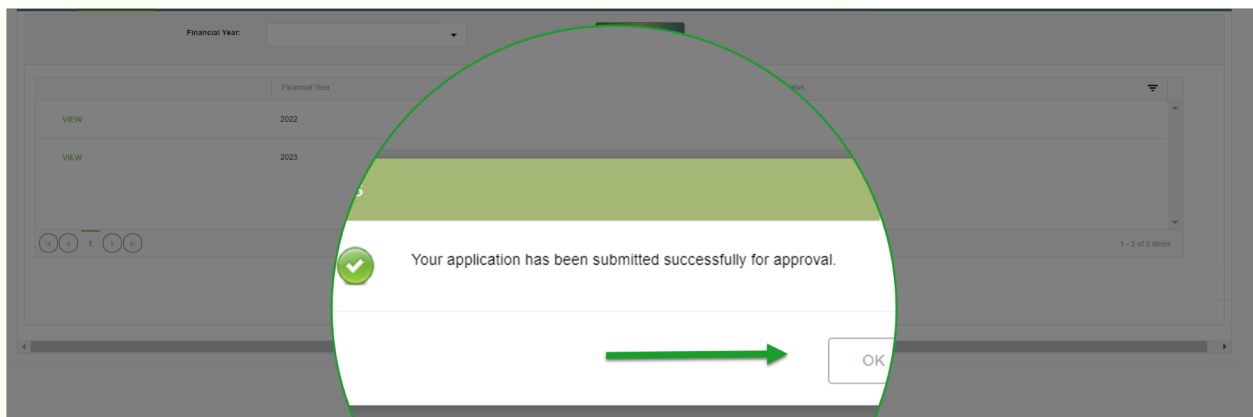 Financial Year:
Financial Year
VIEW 2022
VIEW 2023
s
Your application has been submitted successfully for approval.
1
1 - 2 of 2 items
OK